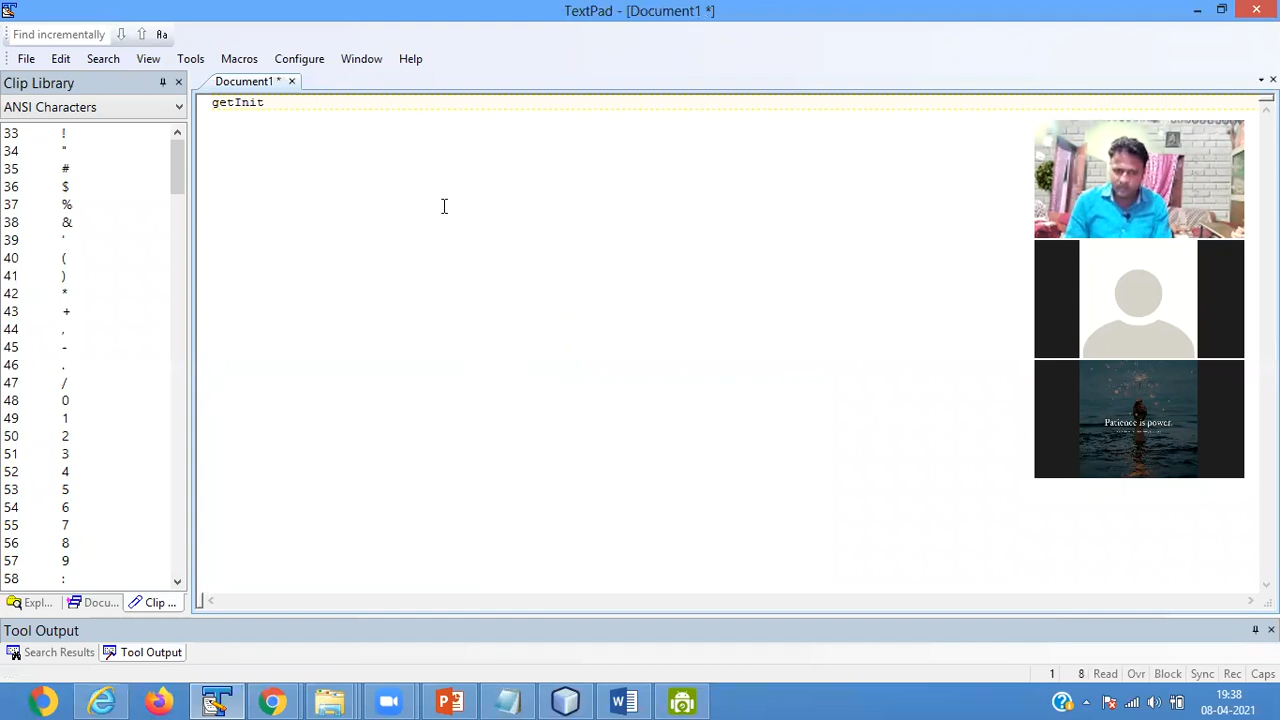 TextPad - [Document1 *]
Find incrementally
File Edit Search View Tools Macros Configure Window Help
Clip Library
Document1 *
ANSI Characters
getInit
33 !
34 "
35 #
36 $
37 %
38 &
39 '
40 (
41 )
42 *
43 +
44 ,
45 -
46 .
47 /
48 0
49 1
50 2
51 3
52 4
53 5
54 6
55 7
56 8
57 9
58 :
Patience is power.
Expl... Docu... Clip ...
Tool Output
Search Results Tool Output
1 8 Read Ovr Block Sync Rec Caps
19:38
08-04-2021